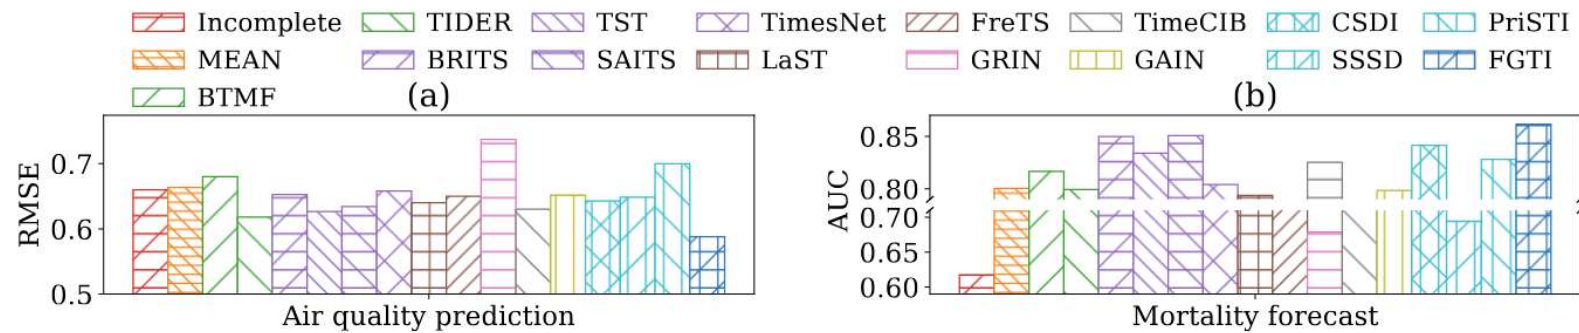 Incomplete TIDER TST TimesNet FreTS TimeCIB CSDI PriSTI
MEAN BRITS SAITS LaST GRIN GAIN SSSD FGTI
BTMF
(a)
RMSE
0.7
0.6
0.5
Air quality prediction
(b)
AUC
0.85
0.80
0.70
0.65
0.60
Mortality forecast